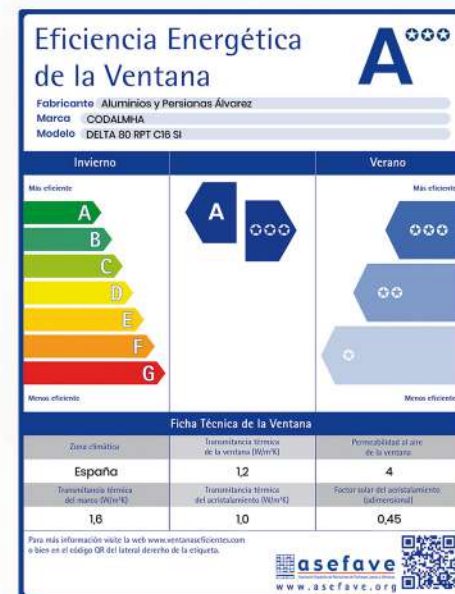 Eficiencia Energética
de la Ventana
A✪✪✪
Fabricante Aluminios y Persianas Álvarez
Marca CODALMHA
Modelo DELTA 80 RPT C16 SI
Invierno
Verano
Más eficiente
Más eficiente
A
B
C
D
E
F
G
A
✪✪✪
✪✪✪
✪✪
✪
Menos eficiente
Menos eficiente
Ficha Técnica de la Ventana
Zona climática
Transmitancia térmica
de la ventana (W/m²K)
Permeabilidad al aire
de la ventana
España
1,2
4
Transmitancia térmica
del marco (W/m²K)
Transmitancia térmica
del acristalamiento (W/m²K)
Factor solar del acristalamiento
(adimensional)
1,6
1,0
0,45
Para más información visite la web www.ventanaseficientes.com
o bien en el código QR del lateral derecho de la etiqueta.
asefave
www.asefave.org